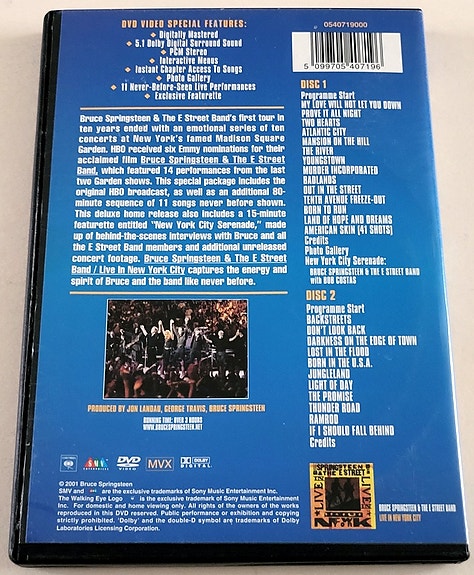 DVD VIDEO SPECIAL FEATURES:
Digitally Mastered
5.1 Dolby Digital Surround Sound
PCM Stereo
Interactive Menus
Instant Chapter Access To Songs
Photo Gallery
11 Never-Before-Seen Live Performances
Exclusive Featurette
Bruce Springsteen & The E Street Band's first tour in
ten years ended with an emotional series of ten
concerts at New York's famed Madison Square
Garden. HBO received six Emmy nominations for their
acclaimed film Bruce Springsteen & The E Street
Band, which featured 14 performances from the last
two Garden shows. This special package includes the
original HBO broadcast, as well as an additional 80-
minute sequence of 11 songs never before shown.
This deluxe home release also includes a 15-minute
featurette entitled "New York City Serenade," made
up of behind-the-scenes interviews with Bruce and all
the E Street Band members and additional unreleased
concert footage. Bruce Springsteen & The E Street
Band / Live In New York City captures the energy and
spirit of Bruce and the band like never before.
PRODUCED BY JON LANDAU, GEORGE TRAVIS, BRUCE SPRINGSTEEN
RUNNING TIME: OVER 3 HOURS
WWW.BRUCESPRINGSTEEN.NET
COLUMBIA
SMV
ENTERPRISES
DVD
VIDEO
MVX
DOLBY
DIGITAL
© 2001 Bruce Springsteen
SMV and are the exclusive trademarks of Sony Music Entertainment Inc.
The Walking Eye Logo is the exclusive trademark of Sony Music Entertainment
Inc. For domestic and home viewing only. All rights of the owners of the works
reproduced in this DVD reserved. Public performance or exhibition and copying
strictly prohibited. 'Dolby' and the double-D symbol are trademarks of Dolby
Laboratories Licensing Corporation.
0540719000
5 099705 407196
DISC 1
Programme Start
MY LOVE WILL NOT LET YOU DOWN
PROVE IT ALL NIGHT
TWO HEARTS
ATLANTIC CITY
MANSION ON THE HILL
THE RIVER
YOUNGSTOWN
MURDER INCORPORATED
BADLANDS
OUT IN THE STREET
TENTH AVENUE FREEZE-OUT
BORN TO RUN
LAND OF HOPE AND DREAMS
AMERICAN SKIN (41 SHOTS)
Credits
Photo Gallery
New York City Serenade:
BRUCE SPRINGSTEEN & THE E STREET BAND
with BOB COSTAS
DISC 2
Programme Start
BACKSTREETS
DON'T LOOK BACK
DARKNESS ON THE EDGE OF TOWN
LOST IN THE FLOOD
BORN IN THE U.S.A.
JUNGLELAND
LIGHT OF DAY
THE PROMISE
THUNDER ROAD
RAMROD
IF I SHOULD FALL BEHIND
Credits
SPRINGSTEEN
& THE E STREET
LIVE
LIVE
BRUCE SPRINGSTEEN & THE E STREET BAND
LIVE IN NEW YORK CITY